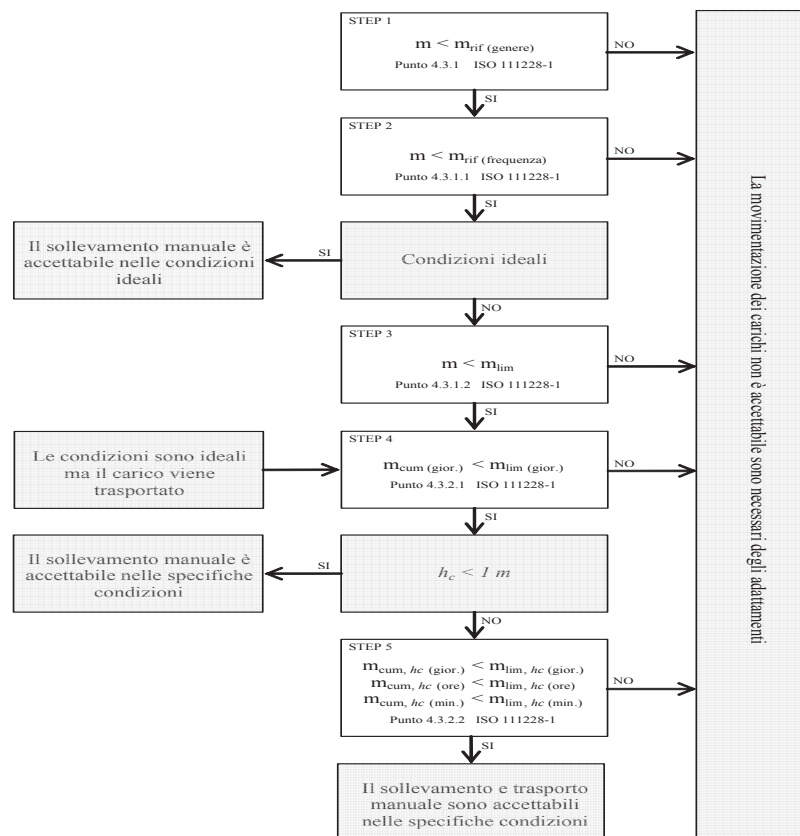 STEP 1
m < mrif (genere)
Punto 4.3.1 ISO 111228-1
NO
SI
STEP 2
m < mrif (frequenza)
Punto 4.3.1.1 ISO 111228-1
NO
SI
Il sollevamento manuale è
accettabile nelle condizioni
ideali
SI
Condizioni ideali
NO
STEP 3
m < mlim
Punto 4.3.1.2 ISO 111228-1
NO
SI
Le condizioni sono ideali
ma il carico viene
trasportato
STEP 4
mcum (gior.) < mlim (gior.)
Punto 4.3.2.1 ISO 111228-1
NO
SI
Il sollevamento manuale è
accettabile nelle specifiche
condizioni
SI
hc < 1 m
NO
STEP 5
mcum, hc (gior.) < mlim, hc (gior.)
mcum, hc (ore) < mlim, hc (ore)
mcum, hc (min.) < mlim, hc (min.)
Punto 4.3.2.2 ISO 111228-1
NO
SI
Il sollevamento e trasporto
manuale sono accettabili
nelle specifiche condizioni
La movimentazione dei carichi non è accettabile sono necessari degli adattamenti